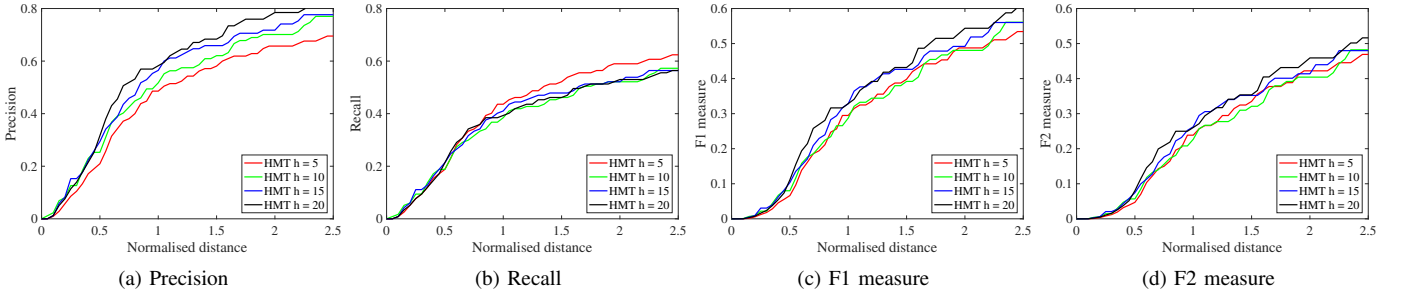 0.8
0.6
0.4
0.2
0
Precision
0 0.5 1 1.5 2 2.5
Normalised distance
HMT h = 5
HMT h = 10
HMT h = 15
HMT h = 20
(a) Precision
0.8
0.6
0.4
0.2
0
Recall
0 0.5 1 1.5 2 2.5
Normalised distance
HMT h = 5
HMT h = 10
HMT h = 15
HMT h = 20
(b) Recall
0.6
0.5
0.4
0.3
0.2
0.1
0
F1 measure
0.5 1 1.5 2 2.5
Normalised distance
HMT h = 5
HMT h = 10
HMT h = 15
HMT h = 20
(c) F1 measure
0.6
0.5
0.4
0.3
0.2
0.1
0
F2 measure
0 0.5 1 1.5 2 2.5
Normalised distance
HMT h = 5
HMT h = 10
HMT h = 15
HMT h = 20
(d) F2 measure